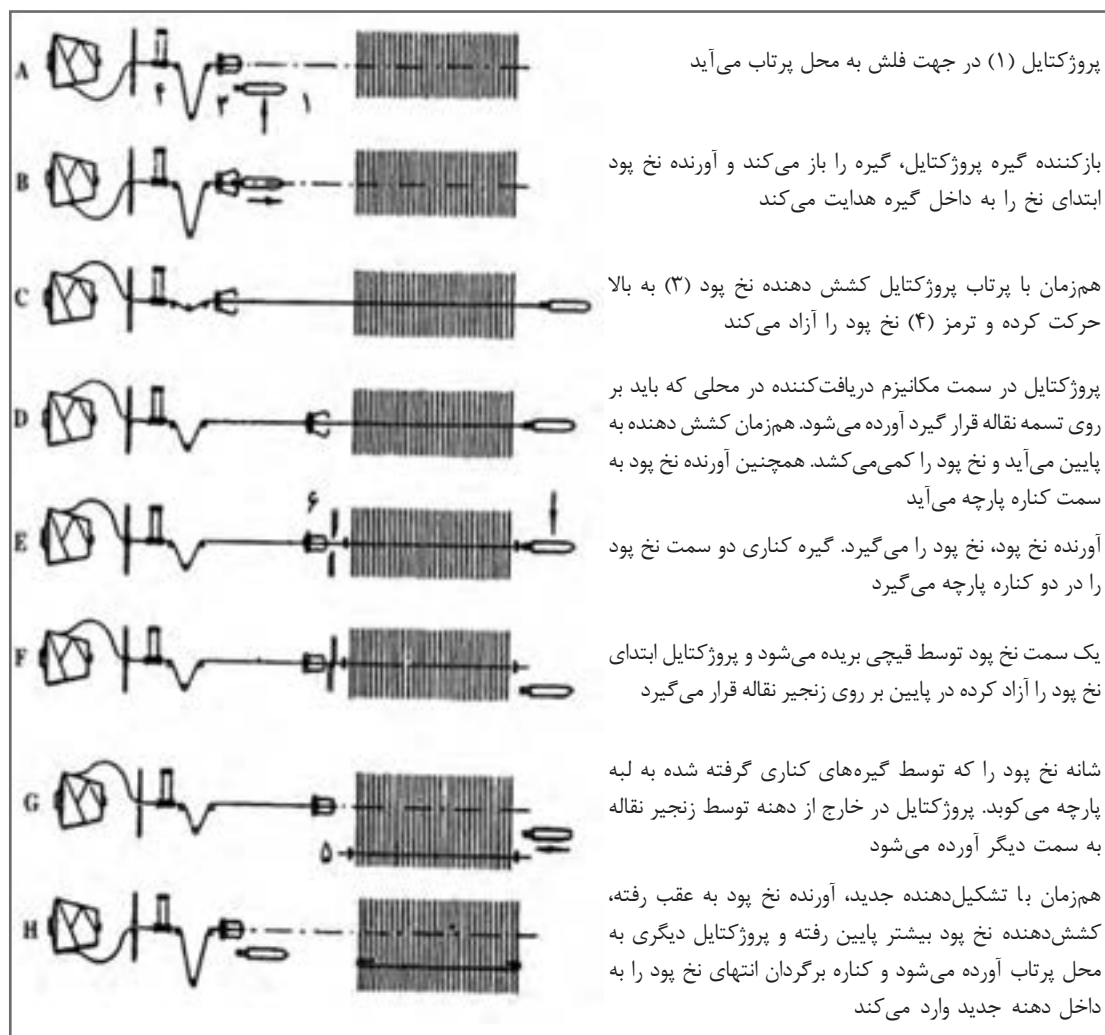 A
۴
۳
۱
پروژکتایل (۱) در جهت فلش به محل پرتاب می‌آید
B
بازکننده گیره پروژکتایل، گیره را باز می‌کند و آورنده نخ پود
ابتدای نخ را به داخل گیره هدایت می‌کند
C
هم‌زمان با پرتاب پروژکتایل کشش دهنده نخ پود (۳) به بالا
حرکت کرده و ترمز (۴) نخ پود را آزاد می‌کند
D
پروژکتایل در سمت مکانیزم دریافت‌کننده در محلی که باید بر
روی تسمه نقاله قرار گیرد آورده می‌شود. هم‌زمان کشش دهنده به
پایین می‌آید و نخ پود را کمی‌می‌کشد. همچنین آورنده نخ پود به
سمت کناره پارچه می‌آید
E
۶
آورنده نخ پود، نخ پود را می‌گیرد. گیره کناری دو سمت نخ پود
را در دو کناره پارچه می‌گیرد
F
یک سمت نخ پود توسط قیچی بریده می‌شود و پروژکتایل ابتدای
نخ پود را آزاد کرده در پایین بر روی زنجیر نقاله قرار می‌گیرد
G
۵
شانه نخ پود را که توسط گیره‌های کناری گرفته شده به لبه
پارچه می‌کوبد. پروژکتایل در خارج از دهنه توسط زنجیر نقاله
به سمت دیگر آورده می‌شود
H
هم‌زمان با تشکیل‌دهنده جدید، آورنده نخ پود به عقب رفته،
کشش‌دهنده نخ پود بیشتر پایین رفته و پروژکتایل دیگری به
محل پرتاب آورده می‌شود و کناره برگردان انتهای نخ پود را به
داخل دهنه جدید وارد می‌کند